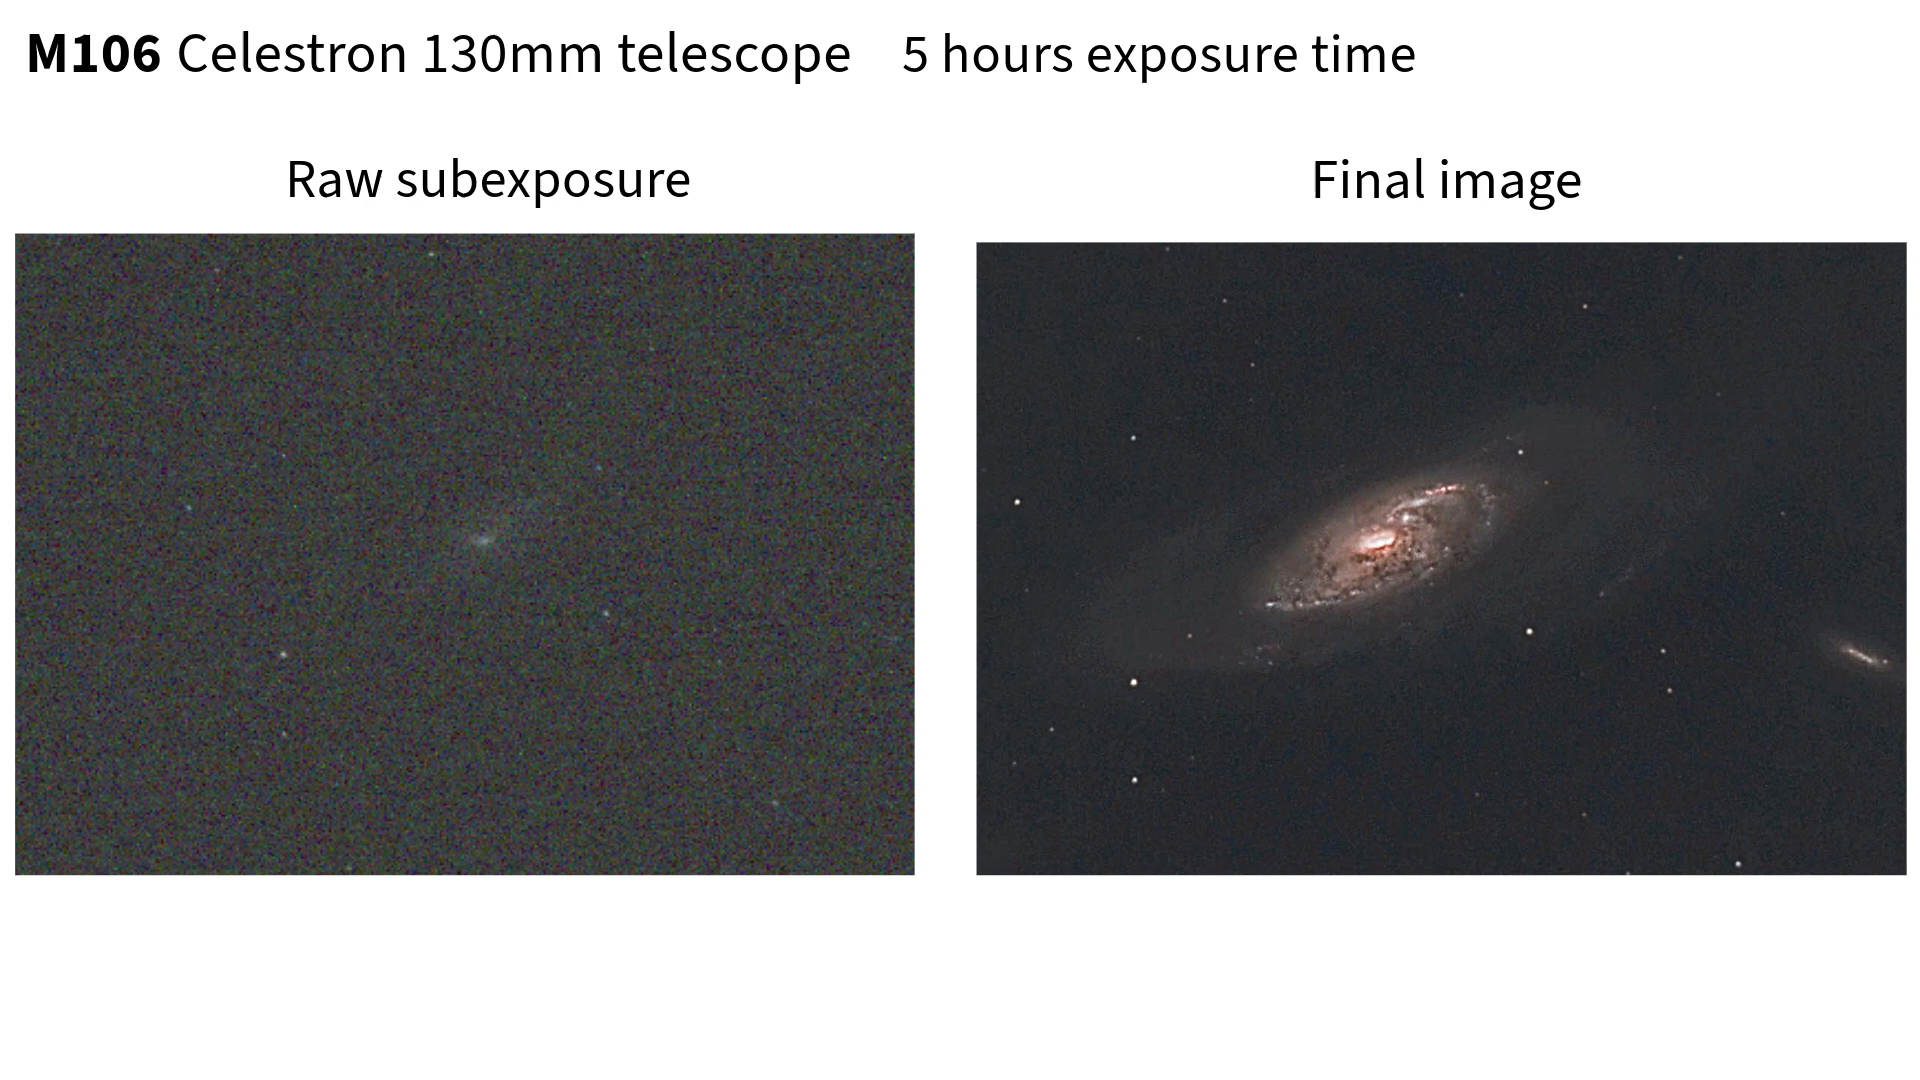 M106 Celestron 130mm telescope 5 hours exposure time
Raw subexposure
Final image